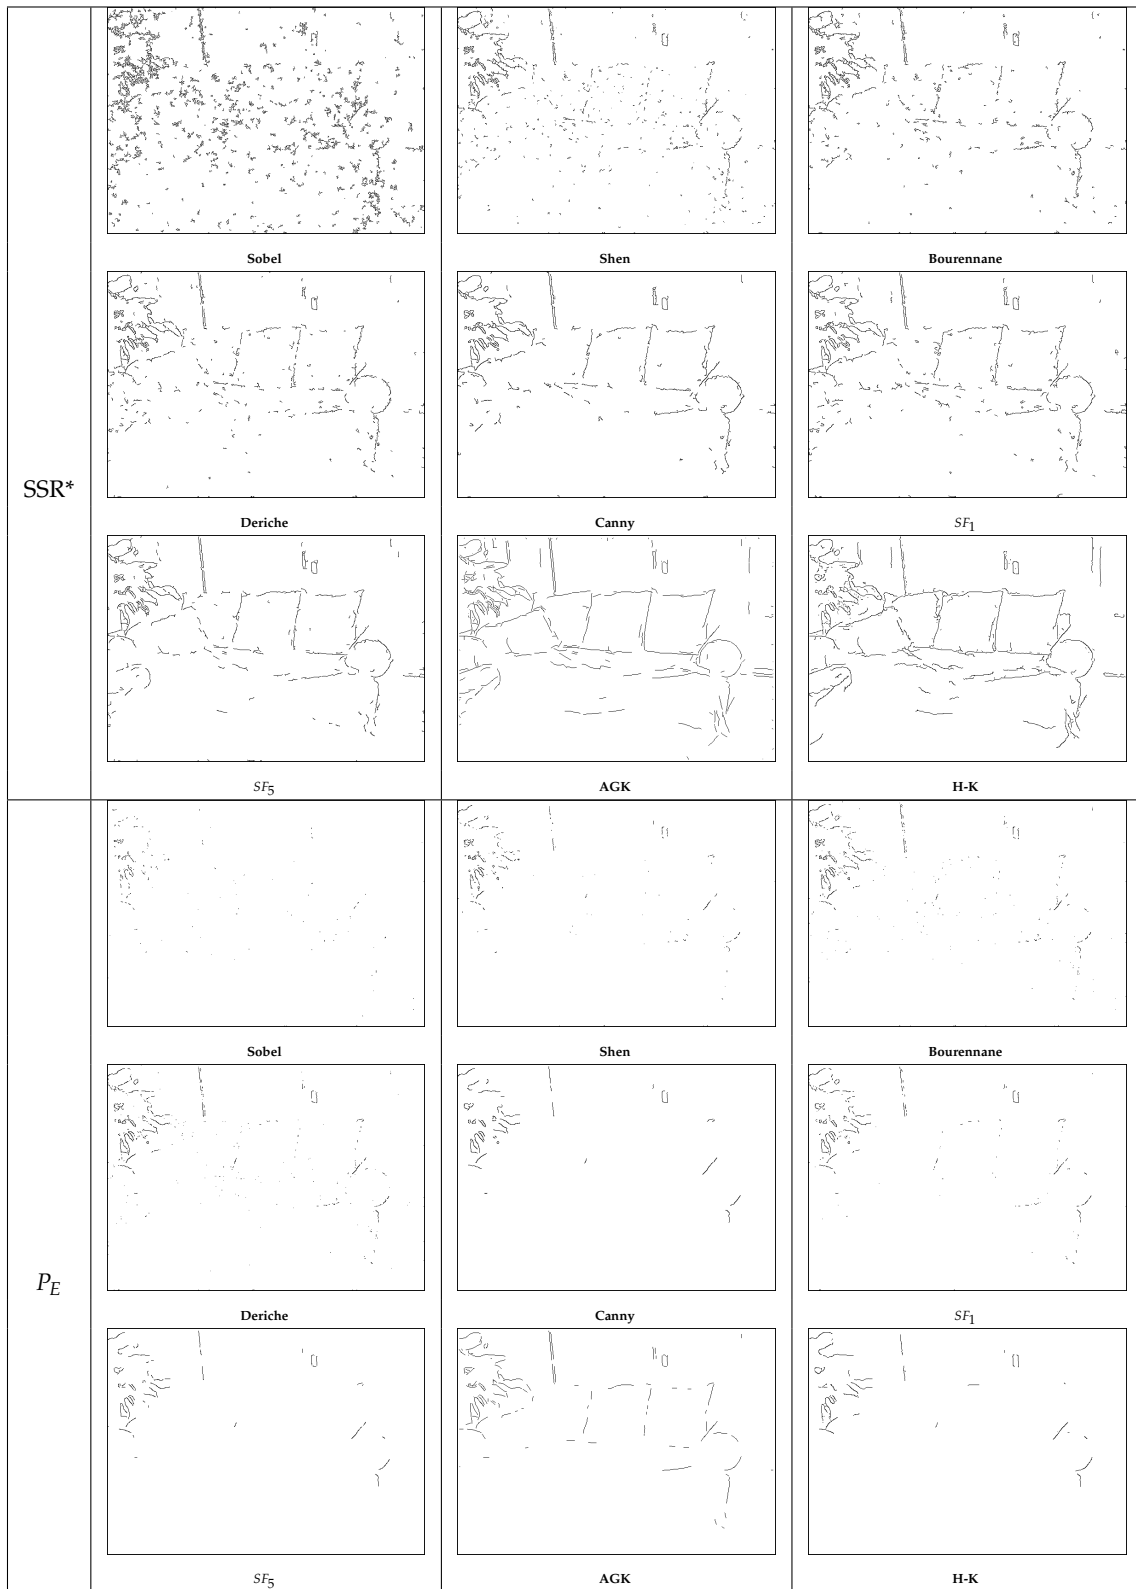 Sobel Shen Bourennane
SSR*
Deriche Canny SF1
SF5 AGK H-K
Sobel Shen Bourennane
PE
Deriche Canny SF1
SF5 AGK H-K